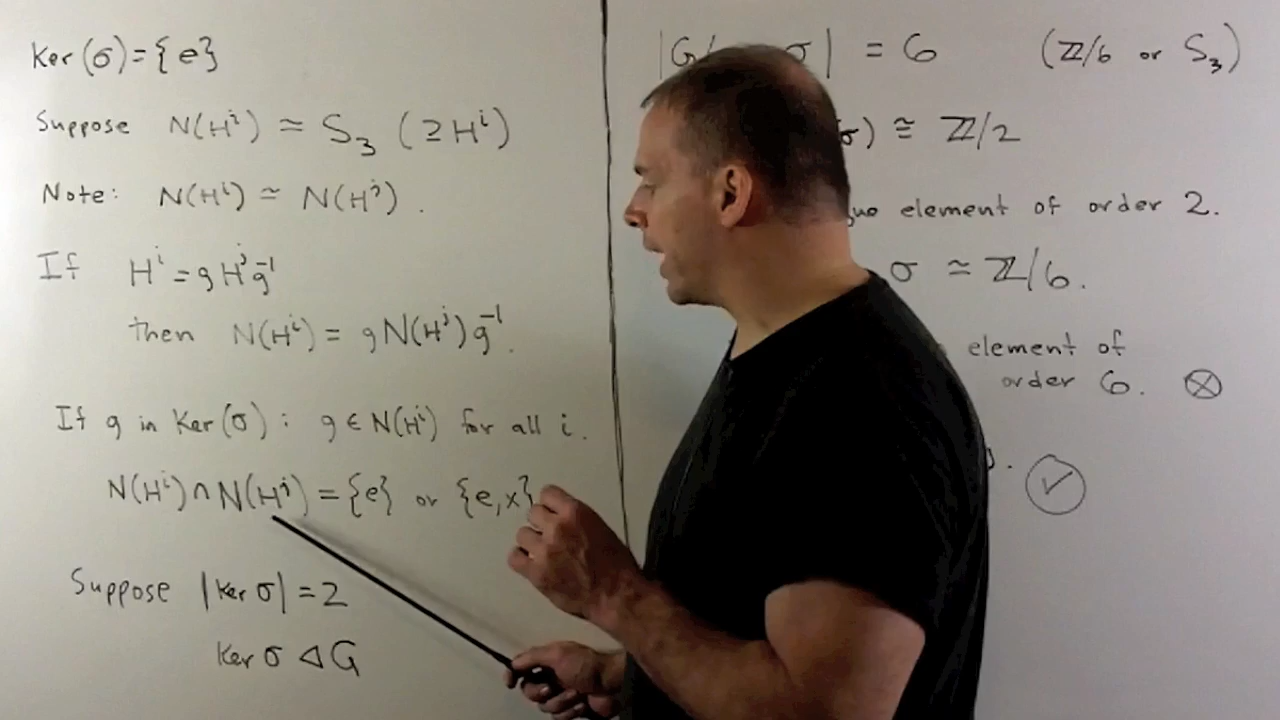 Ker(σ)={e}
Suppose N(Hⁱ) ≃ S₃ (⊇Hⁱ)
Note: N(Hⁱ) ≃ N(Hʲ).
If Hⁱ=gHʲg⁻¹
then N(Hⁱ)= gN(Hʲ)g⁻¹.
If g in Ker(σ): g∈N(Hⁱ) for all i.
N(Hⁱ)∩N(Hʲ)={e} or {e,x}
Suppose |Ker σ|=2
Ker σ ◁ G
|G/ σ| = 6 (ℤ/6 or S₃)
σ) ≅ ℤ/2
element of order 2.
σ ≃ ℤ/6.
element of
order 6. ⊗
✓